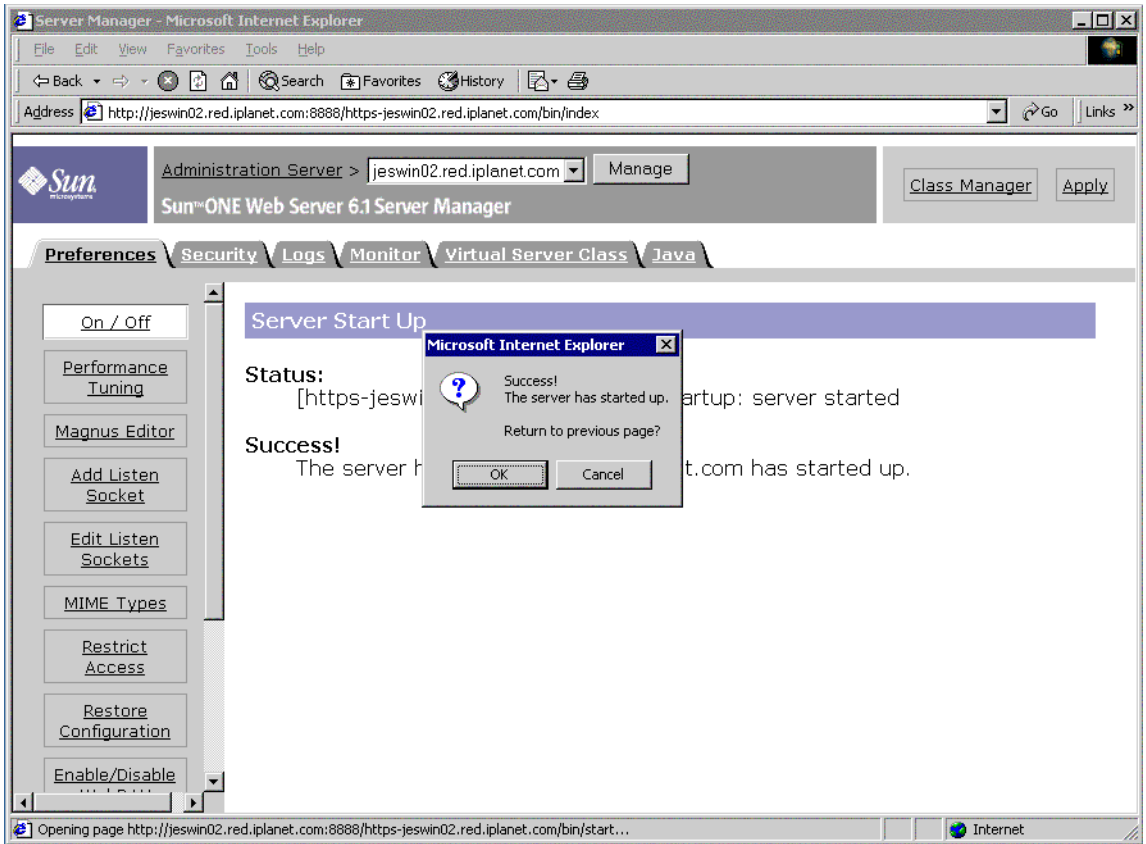 Server Manager - Microsoft Internet Explorer
File Edit View Favorites Tools Help
Back Search Favorites History
Address http://jeswin02.red.iplanet.com:8888/https-jeswin02.red.iplanet.com/bin/index Go Links »
Sun
microsystems
Administration Server > jeswin02.red.iplanet.com Manage
Sun™ONE Web Server 6.1 Server Manager
Class Manager Apply
Preferences Security Logs Monitor Virtual Server Class Java
On / Off
Performance
Tuning
Magnus Editor
Add Listen
Socket
Edit Listen
Sockets
MIME Types
Restrict
Access
Restore
Configuration
Enable/Disable
Server Start Up
Status:
[https-jeswi artup: server started
Success!
The server h t.com has started up.
Microsoft Internet Explorer
Success!
The server has started up.
Return to previous page?
OK Cancel
Opening page http://jeswin02.red.iplanet.com:8888/https-jeswin02.red.iplanet.com/bin/start... Internet